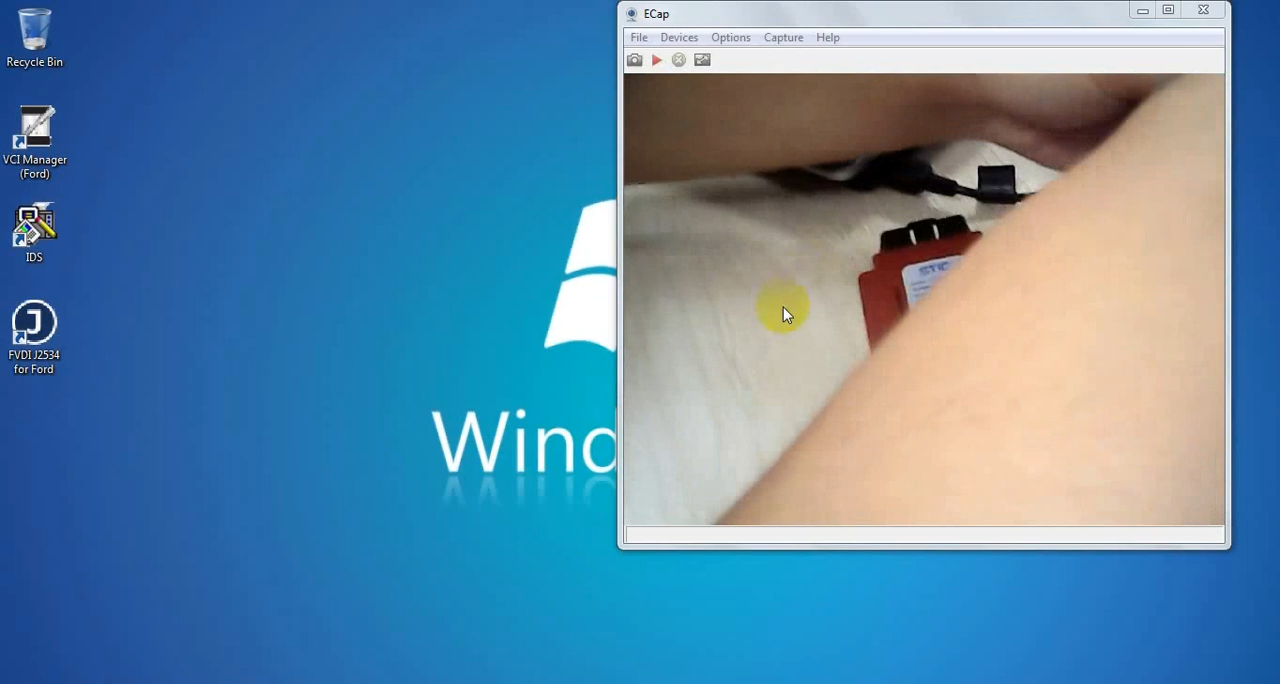 Recycle Bin
VCI Manager
(Ford)
IDS
FVDI J2534
for Ford
Wind
ECap
File Devices Options Capture Help